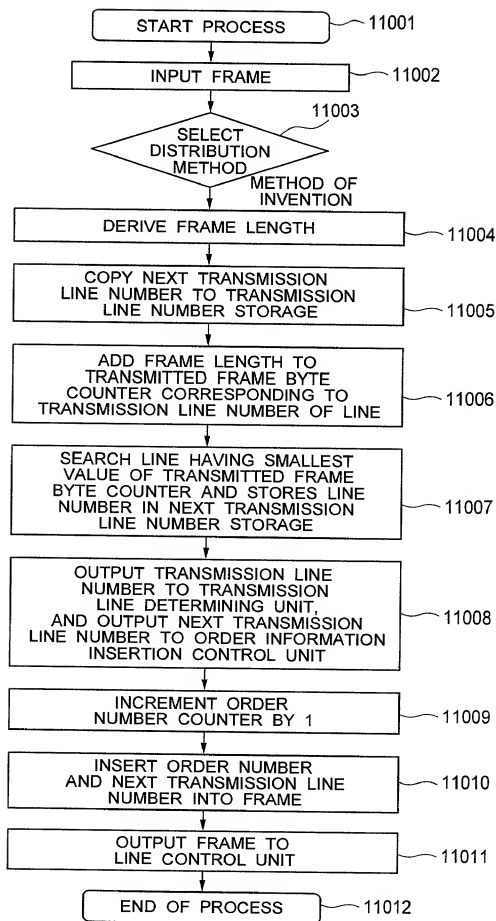 START PROCESS
11001
INPUT FRAME
11002
11003
SELECT
DISTRIBUTION
METHOD
METHOD OF
INVENTION
DERIVE FRAME LENGTH
11004
COPY NEXT TRANSMISSION
LINE NUMBER TO TRANSMISSION
LINE NUMBER STORAGE
11005
ADD FRAME LENGTH TO
TRANSMITTED FRAME BYTE
COUNTER CORRESPONDING TO
TRANSMISSION LINE NUMBER OF LINE
11006
SEARCH LINE HAVING SMALLEST
VALUE OF TRANSMITTED FRAME
BYTE COUNTER AND STORES LINE
NUMBER IN NEXT TRANSMISSION
LINE NUMBER STORAGE
11007
OUTPUT TRANSMISSION LINE
NUMBER TO TRANSMISSION
LINE DETERMINING UNIT,
AND OUTPUT NEXT TRANSMISSION
LINE NUMBER TO ORDER INFORMATION
INSERTION CONTROL UNIT
11008
INCREMENT ORDER
NUMBER COUNTER BY 1
11009
INSERT ORDER NUMBER
AND NEXT TRANSMISSION LINE
NUMBER INTO FRAME
11010
OUTPUT FRAME TO
LINE CONTROL UNIT
11011
END OF PROCESS
11012